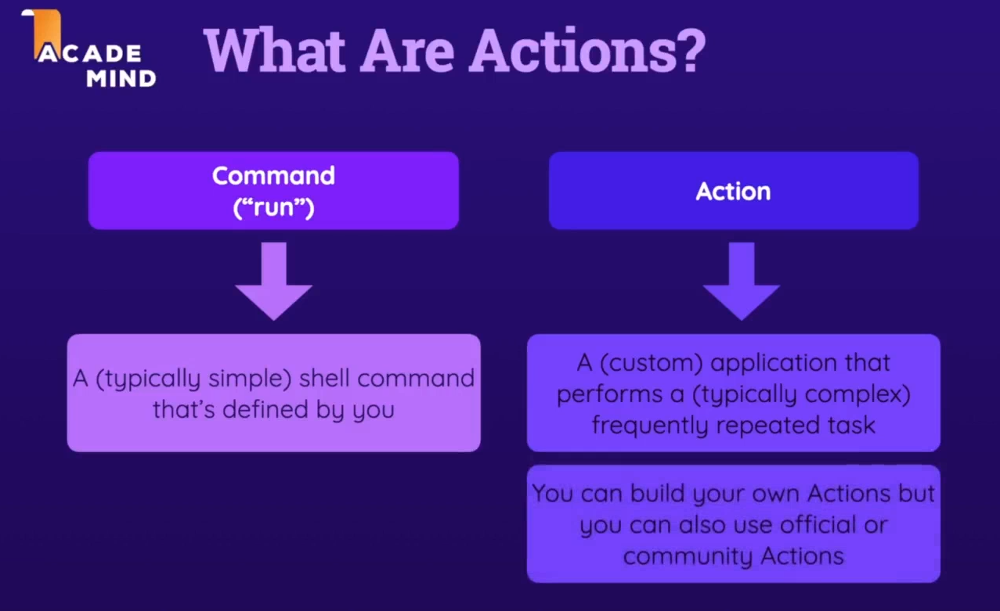 ACADE
MIND
What Are Actions?
Command
(“run”)
Action
A (typically simple) shell command
that’s defined by you
A (custom) application that
performs a (typically complex)
frequently repeated task
You can build your own Actions but
you can also use official or
community Actions